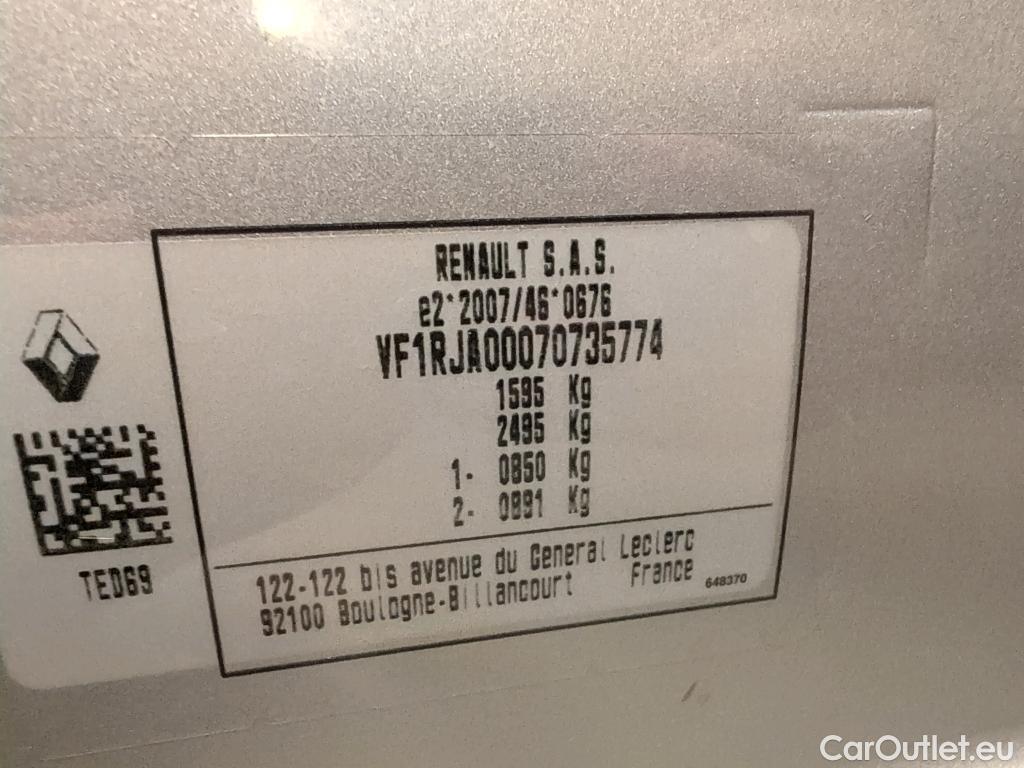 RENAULT S.A.S.
e2*2007/46*0676
VF1RJA00070735774
1595 Kg
2495 Kg
1- 0850 Kg
2- 0891 Kg
TED69
122-122 bis avenue du General Leclerc
92100 Boulogne-Billancourt France
648370
CarOutlet.eu